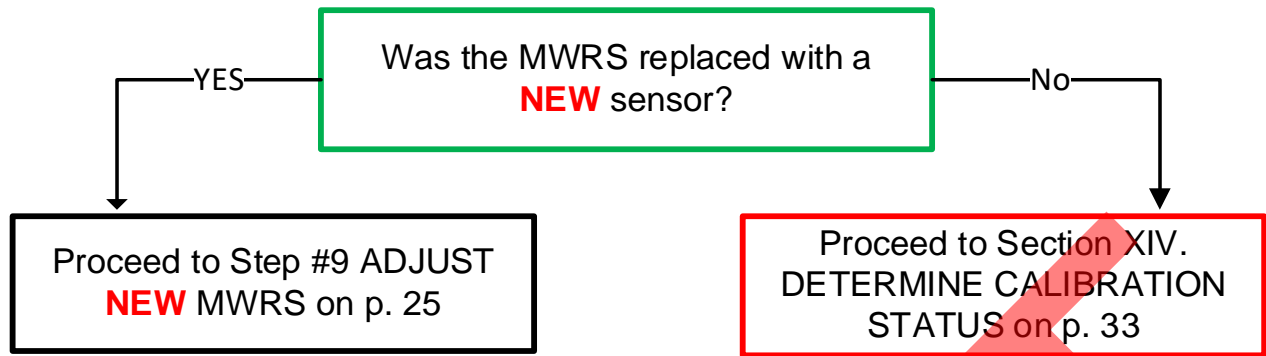 Was the MWRS replaced with a
NEW sensor?
YES
No
Proceed to Step #9 ADJUST
NEW MWRS on p. 25
Proceed to Section XIV.
DETERMINE CALIBRATION
STATUS on p. 33